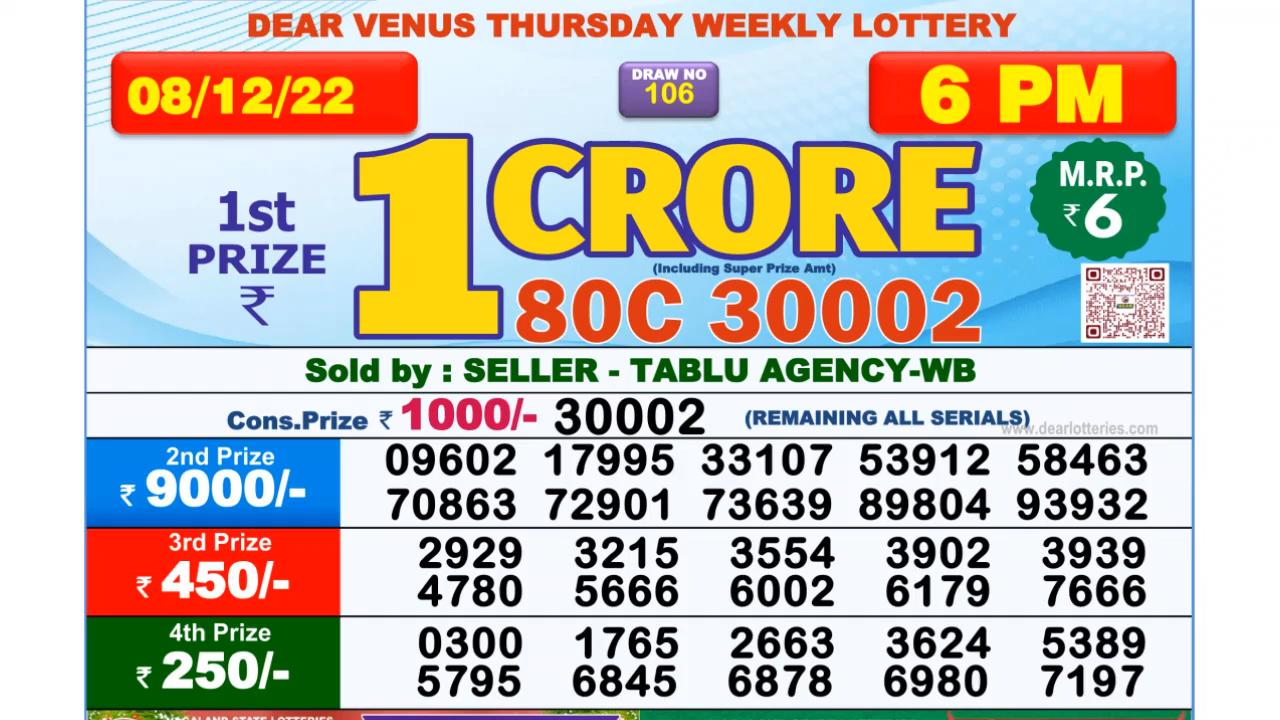 DEAR VENUS THURSDAY WEEKLY LOTTERY
08/12/22
DRAW NO
106
6 PM
1st
PRIZE
₹
1 CRORE
(Including Super Prize Amt)
80C 30002
M.R.P.
₹6
Sold by : SELLER - TABLU AGENCY-WB
Cons.Prize ₹ 1000/- 30002 (REMAINING ALL SERIALS)
www.dearlotteries.com
2nd Prize
₹ 9000/-
09602 17995 33107 53912 58463
70863 72901 73639 89804 93932
3rd Prize
₹ 450/-
2929 3215 3554 3902 3939
4780 5666 6002 6179 7666
4th Prize
₹ 250/-
0300 1765 2663 3624 5389
5795 6845 6878 6980 7197
STATE LOTTERIES